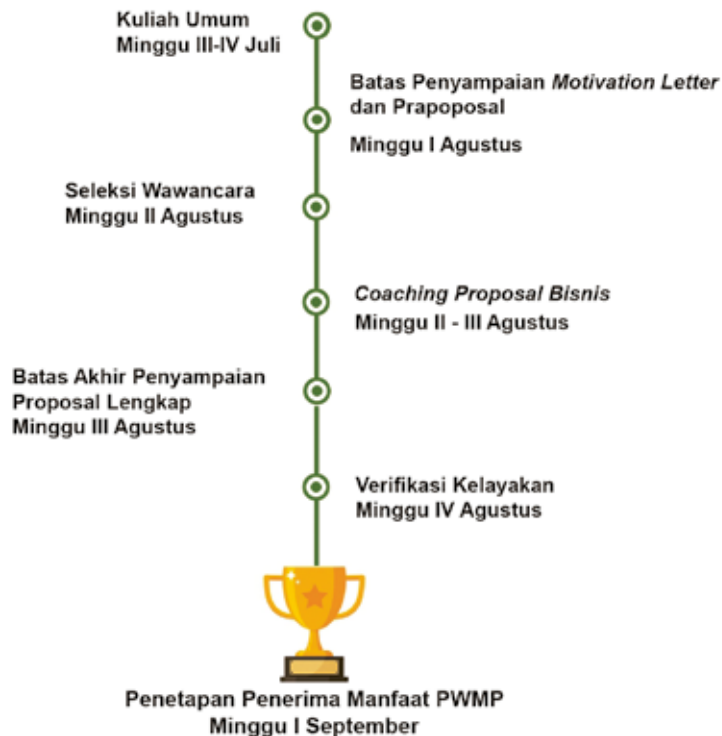 Kuliah Umum
Minggu III-IV Juli
Batas Penyampaian Motivation Letter
dan Prapoposal
Minggu I Agustus
Seleksi Wawancara
Minggu II Agustus
Coaching Proposal Bisnis
Minggu II - III Agustus
Batas Akhir Penyampaian
Proposal Lengkap
Minggu III Agustus
Verifikasi Kelayakan
Minggu IV Agustus
Penetapan Penerima Manfaat PWMP
Minggu I September